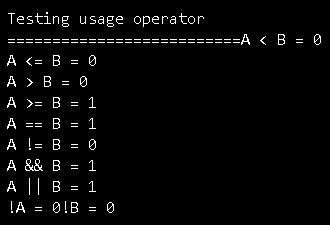 Testing usage operator
==========================A < B = 0
A <= B = 0
A > B = 0
A >= B = 1
A == B = 1
A != B = 0
A && B = 1
A || B = 1
!A = 0!B = 0